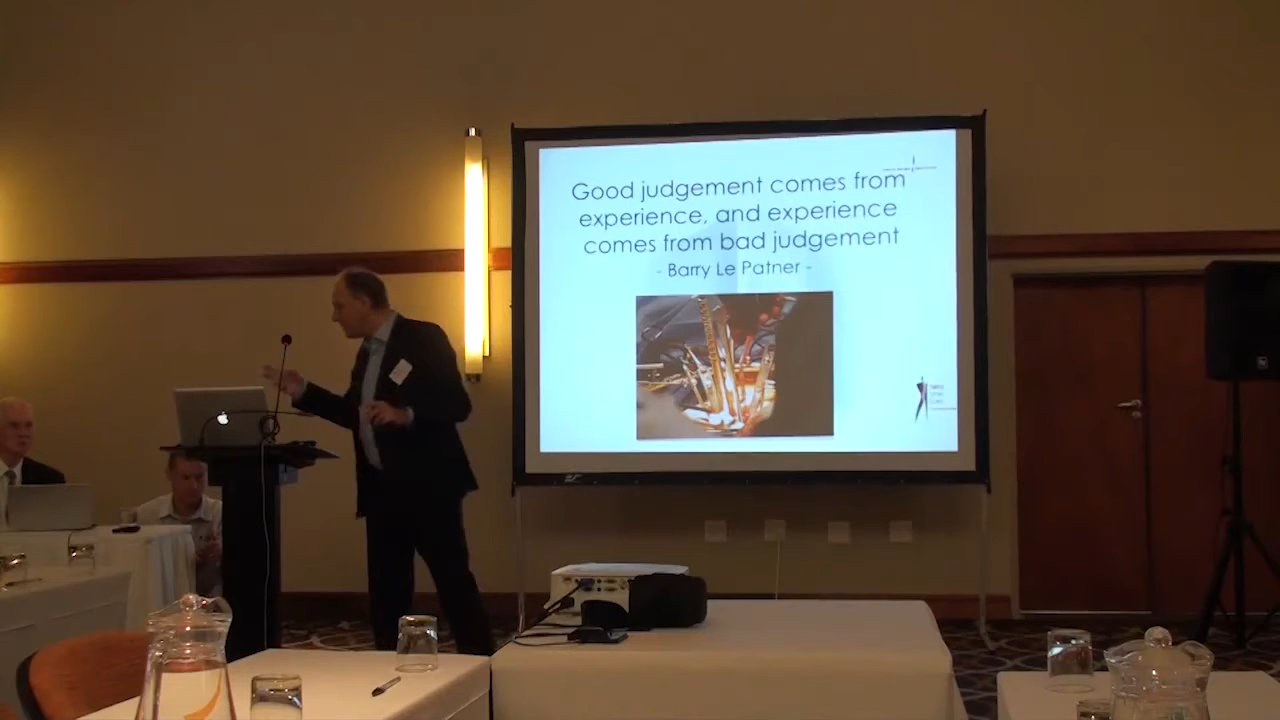 Good judgement comes from
experience, and experience
comes from bad judgement
- Barry Le Patner -